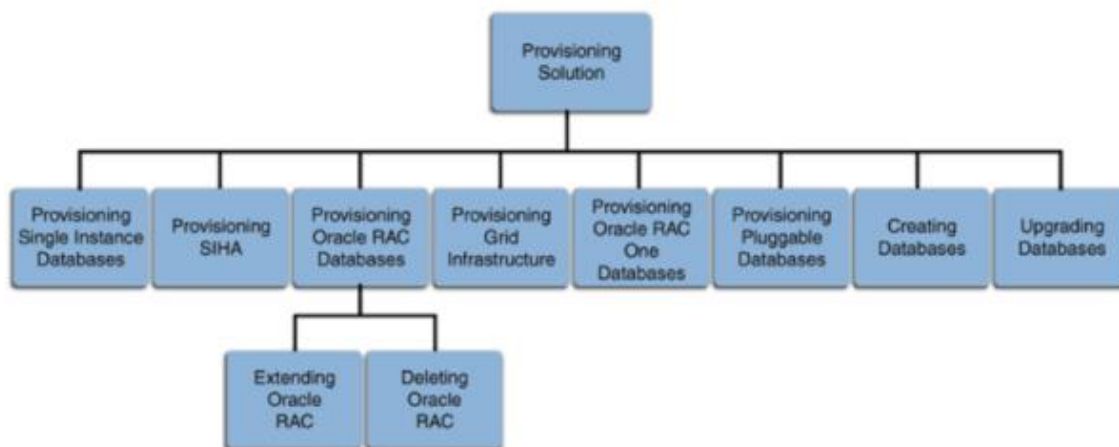 Provisioning
Solution
Provisioning
Single Instance
Databases
Provisioning
SIHA
Provisioning
Oracle RAC
Databases
Provisioning
Grid
Infrastructure
Provisioning
Oracle RAC
One
Databases
Provisioning
Pluggable
Databases
Creating
Databases
Upgrading
Databases
Extending
Oracle
RAC
Deleting
Oracle
RAC